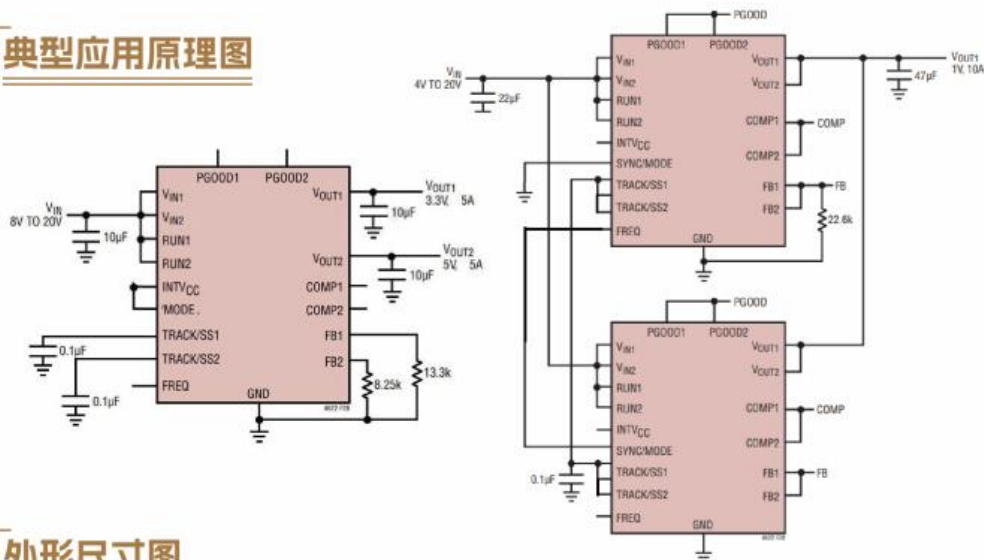 典型应用原理图
PGOOD1 PGOOD2
VIN
8V TO 20V
10µF
VIN1
VIN2
RUN1
RUN2
INTVCC
'MODE.
TRACK/SS1
TRACK/SS2
FREQ
0.1µF
0.1µF
GND
VOUT1
VOUT2
COMP1
COMP2
FB1
FB2
VOUT1
3.3V, 5A
10µF
VOUT2
5V, 5A
10µF
8.25k
13.3k
PGOOD
PGOOD1 PGOOD2
VIN
4V TO 20V
22µF
VIN1
VIN2
RUN1
RUN2
INTVCC
SYNC/MODE
TRACK/SS1
TRACK/SS2
FREQ
GND
VOUT1
VOUT2
COMP1
COMP2
FB1
FB2
COMP
FB
22.6k
47µF
VOUT1
1V, 10A
PGOOD
PGOOD1 PGOOD2
VIN1
VIN2
RUN1
RUN2
INTVCC
SYNC/MODE
TRACK/SS1
TRACK/SS2
FREQ
0.1µF
GND
VOUT1
VOUT2
COMP1
COMP2
FB1
FB2
COMP
FB
外形尺寸图